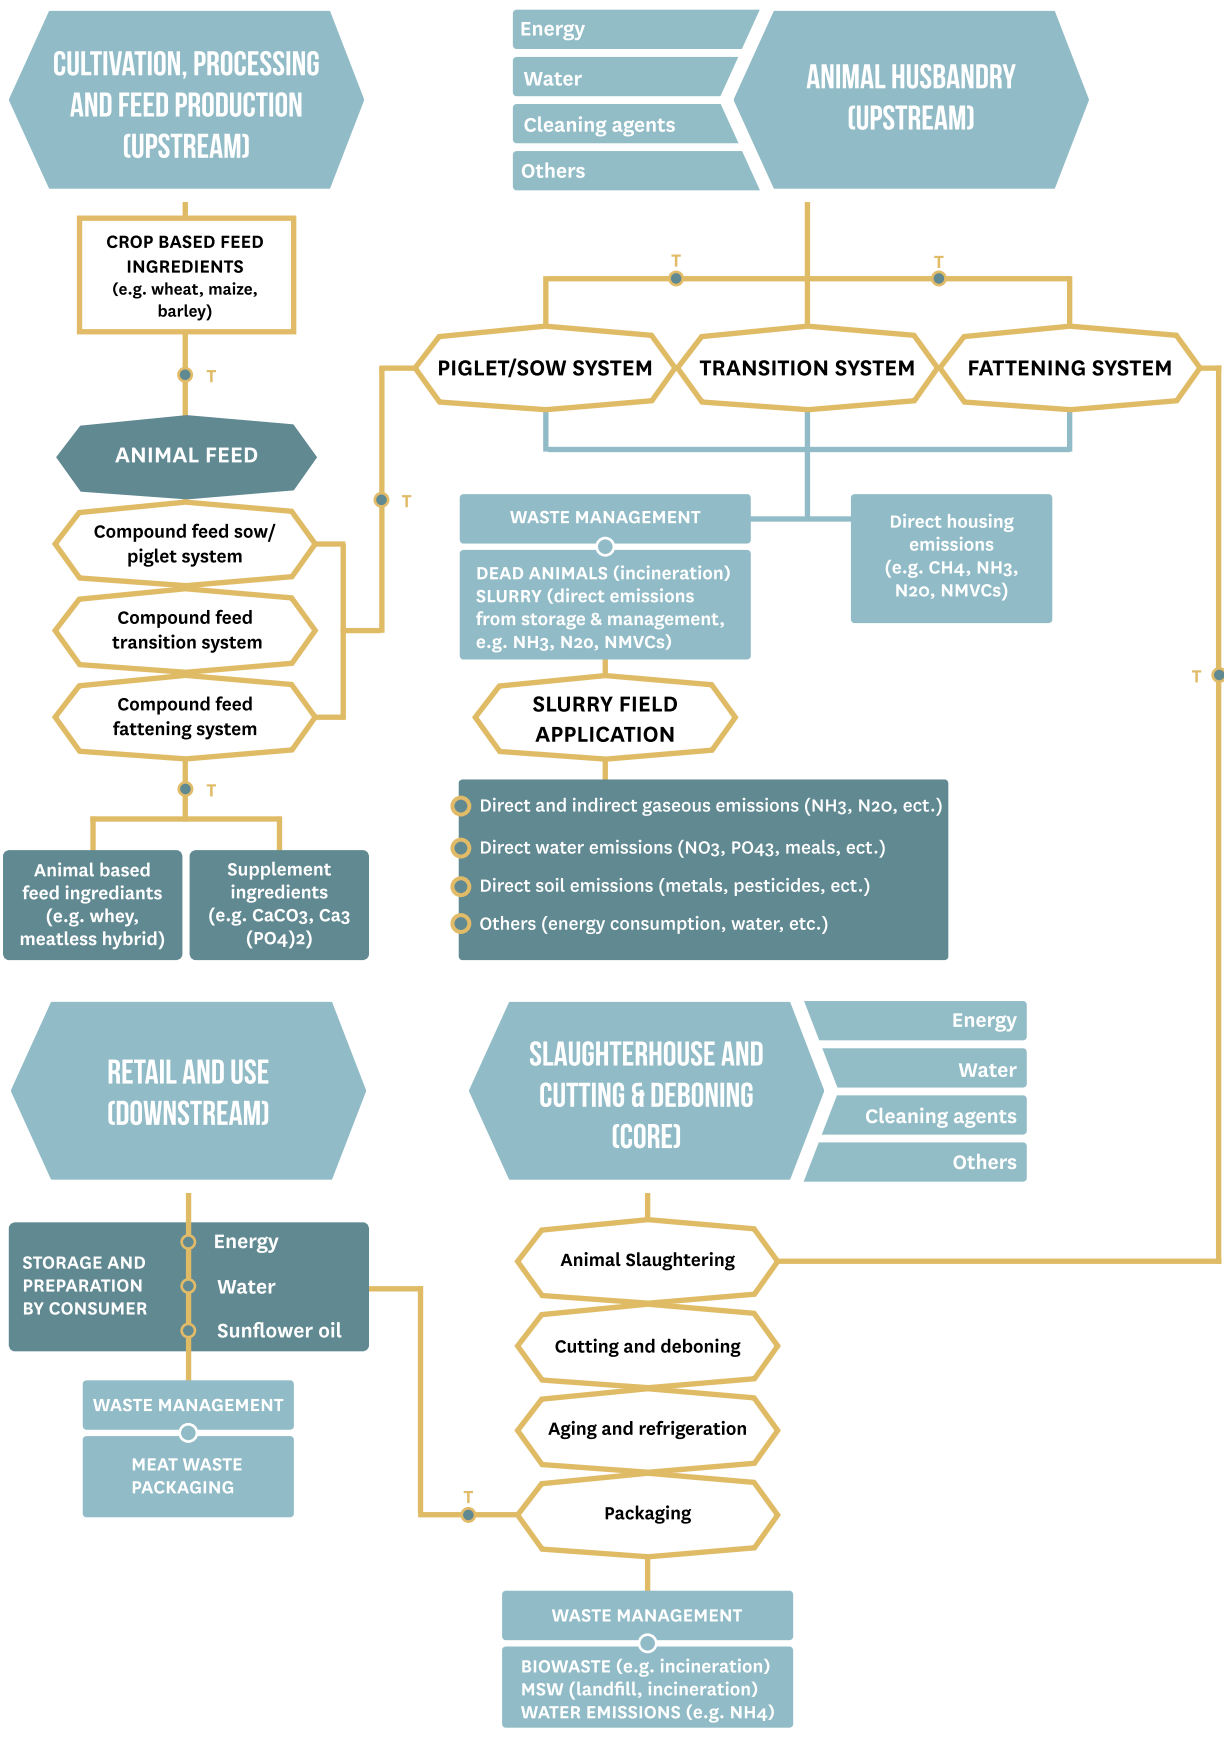 CULTIVATION, PROCESSING
AND FEED PRODUCTION
(UPSTREAM)
CROP BASED FEED
INGREDIENTS
(e.g. wheat, maize,
barley)
T
ANIMAL FEED
Compound feed sow/
piglet system
Compound feed
transition system
Compound feed
fattening system
T
Animal based
feed ingrediants
(e.g. whey,
meatless hybrid)
Supplement
ingredients
(e.g. CaCO3, Ca3
(PO4)2)
Energy
Water
Cleaning agents
Others
ANIMAL HUSBANDRY
(UPSTREAM)
T
T
PIGLET/SOW SYSTEM
TRANSITION SYSTEM
FATTENING SYSTEM
T
WASTE MANAGEMENT
DEAD ANIMALS (incineration)
SLURRY (direct emissions
from storage & management,
e.g. NH3, N2o, NMVCs)
Direct housing
emissions
(e.g. CH4, NH3,
N2o, NMVCs)
T
SLURRY FIELD
APPLICATION
Direct and indirect gaseous emissions (NH3, N2o, ect.)
Direct water emissions (NO3, PO43, meals, ect.)
Direct soil emissions (metals, pesticides, ect.)
Others (energy consumption, water, etc.)
RETAIL AND USE
(DOWNSTREAM)
STORAGE AND
PREPARATION
BY CONSUMER
Energy
Water
Sunflower oil
WASTE MANAGEMENT
MEAT WASTE
PACKAGING
SLAUGHTERHOUSE AND
CUTTING & DEBONING
(CORE)
Energy
Water
Cleaning agents
Others
Animal Slaughtering
Cutting and deboning
Aging and refrigeration
T
Packaging
WASTE MANAGEMENT
BIOWASTE (e.g. incineration)
MSW (landfill, incineration)
WATER EMISSIONS (e.g. NH4)